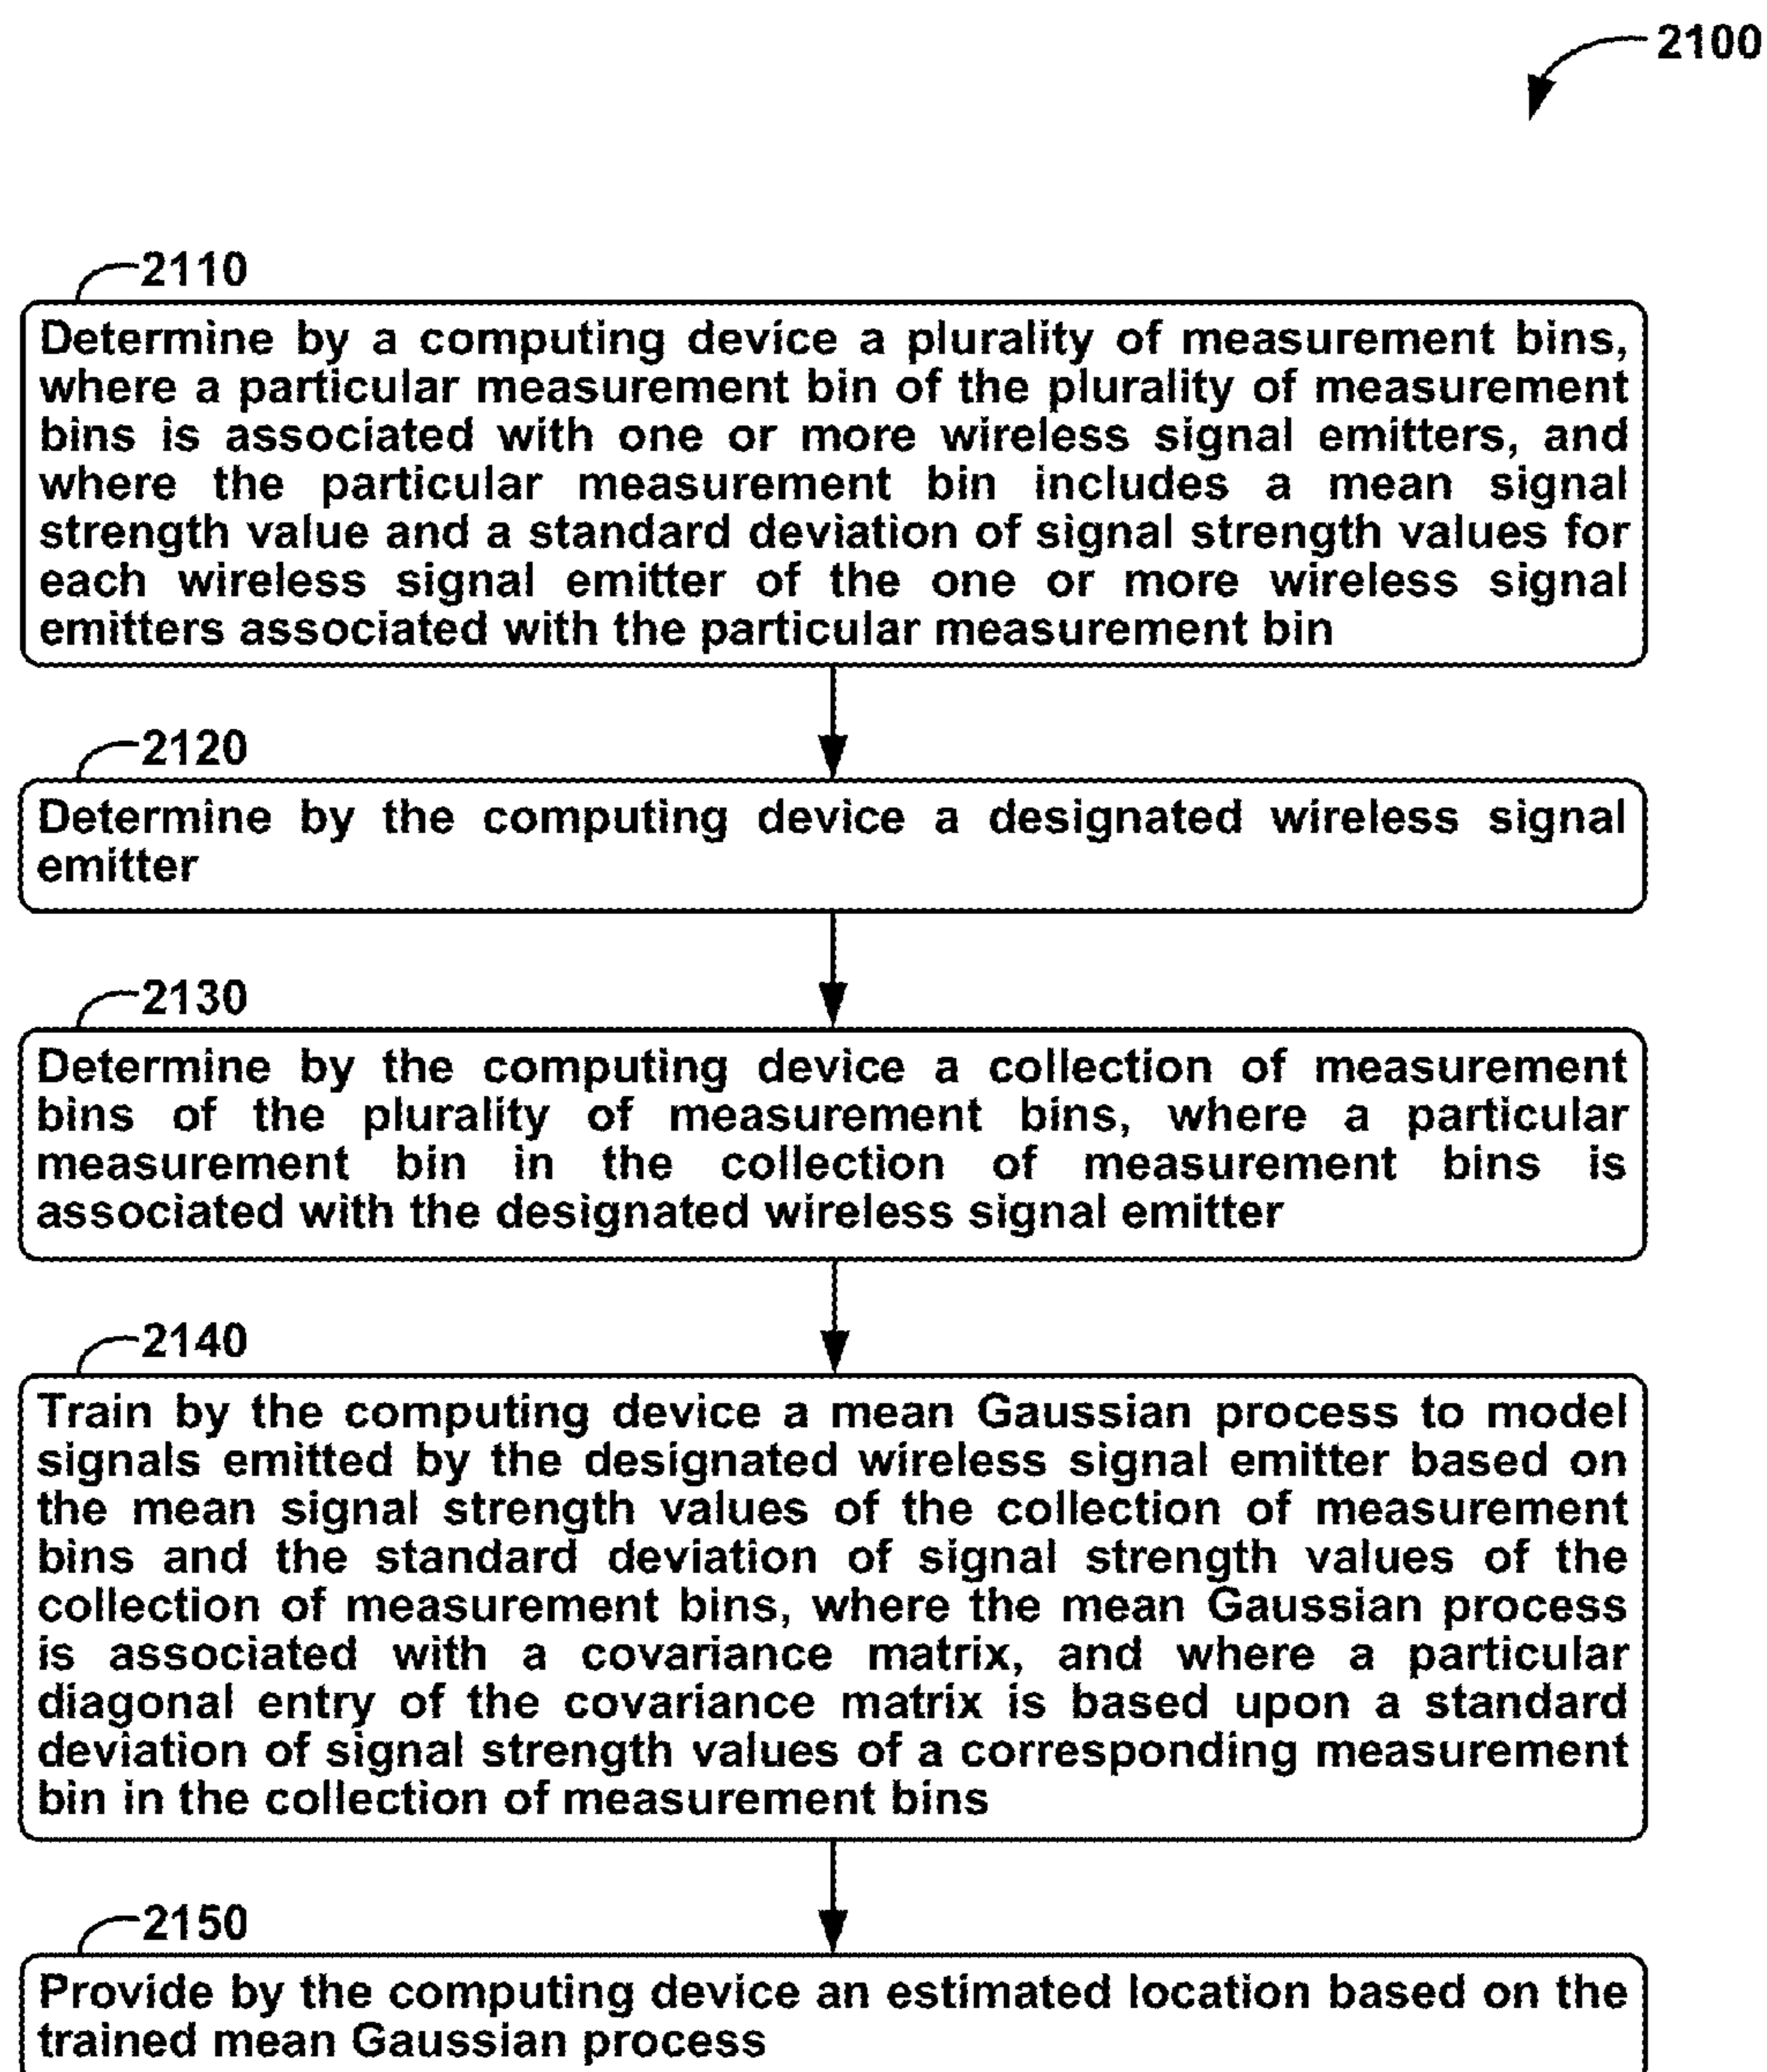 2100
2110
Determine by a computing device a plurality of measurement bins,
where a particular measurement bin of the plurality of measurement
bins is associated with one or more wireless signal emitters, and
where the particular measurement bin includes a mean signal
strength value and a standard deviation of signal strength values for
each wireless signal emitter of the one or more wireless signal
emitters associated with the particular measurement bin
2120
Determine by the computing device a designated wireless signal
emitter
2130
Determine by the computing device a collection of measurement
bins of the plurality of measurement bins, where a particular
measurement bin in the collection of measurement bins is
associated with the designated wireless signal emitter
2140
Train by the computing device a mean Gaussian process to model
signals emitted by the designated wireless signal emitter based on
the mean signal strength values of the collection of measurement
bins and the standard deviation of signal strength values of the
collection of measurement bins, where the mean Gaussian process
is associated with a covariance matrix, and where a particular
diagonal entry of the covariance matrix is based upon a standard
deviation of signal strength values of a corresponding measurement
bin in the collection of measurement bins
2150
Provide by the computing device an estimated location based on the
trained mean Gaussian process